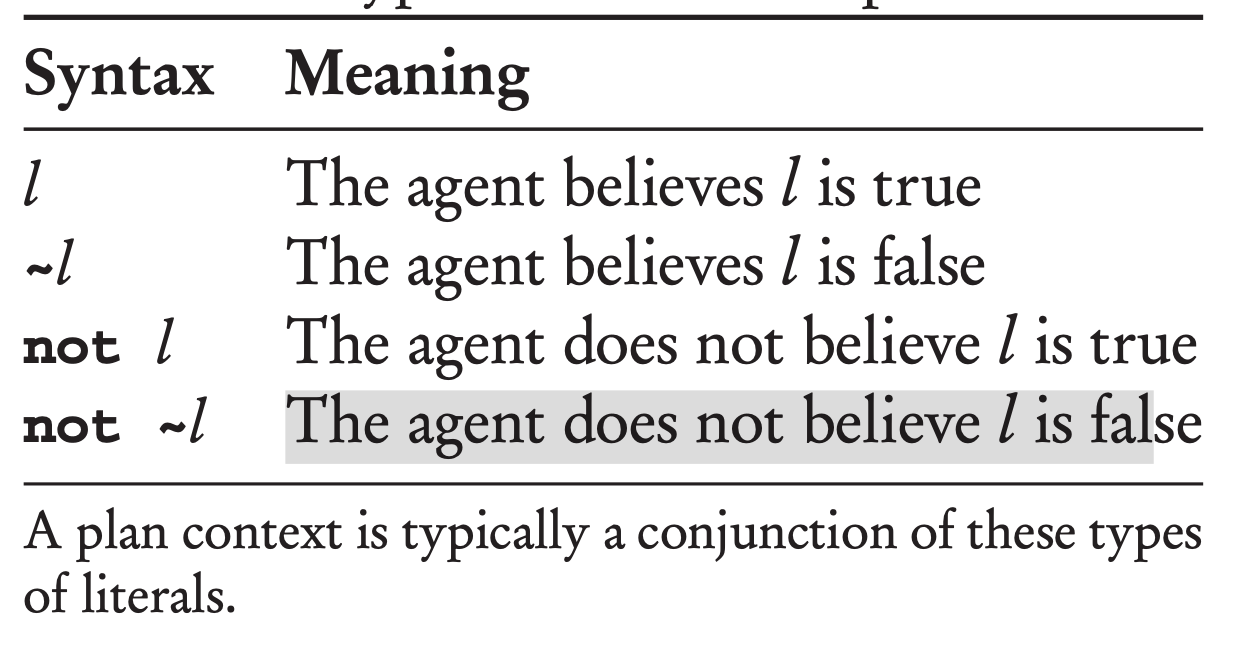 Syntax Meaning
l The agent believes l is true
~l The agent believes l is false
not l The agent does not believe l is true
not ~l The agent does not believe l is false
A plan context is typically a conjunction of these types
of literals.